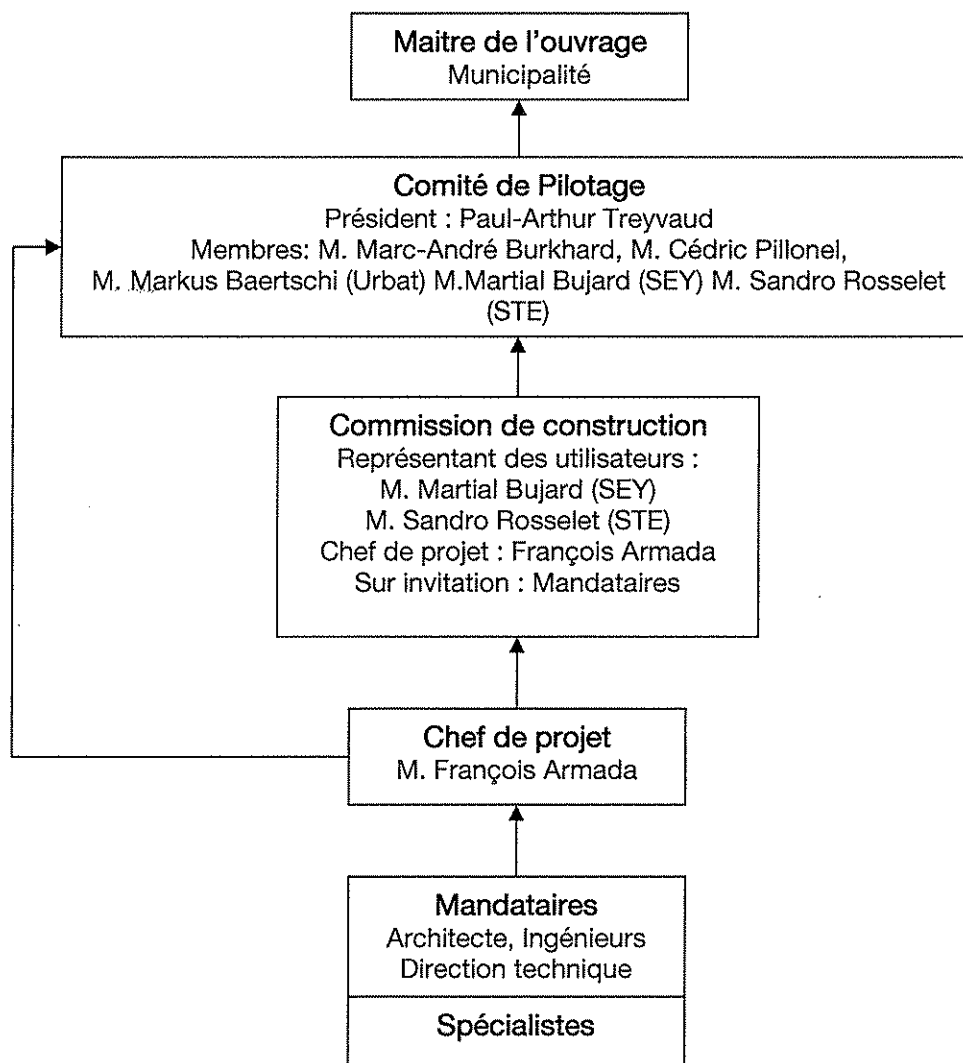 Maitre de l'ouvrage
Municipalité
Comité de Pilotage
Président : Paul-Arthur Treyvaud
Membres: M. Marc-André Burkhard, M. Cédric Pillonel,
M. Markus Baertschi (Urbat) M.Martial Bujard (SEY) M. Sandro Rosselet
(STE)
Commission de construction
Représentant des utilisateurs :
M. Martial Bujard (SEY)
M. Sandro Rosselet (STE)
Chef de projet : François Armada
Sur invitation : Mandataires
Chef de projet
M. François Armada
Mandataires
Architecte, Ingénieurs
Direction technique
Spécialistes